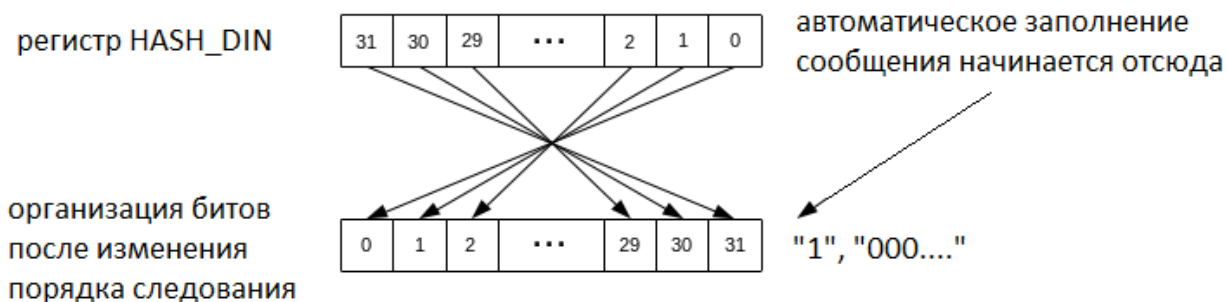 регистр HASH_DIN
31 30 29 ... 2 1 0
автоматическое заполнение
сообщения начинается отсюда
организация битов
после изменения
порядка следования
0 1 2 ... 29 30 31
"1", "000...."